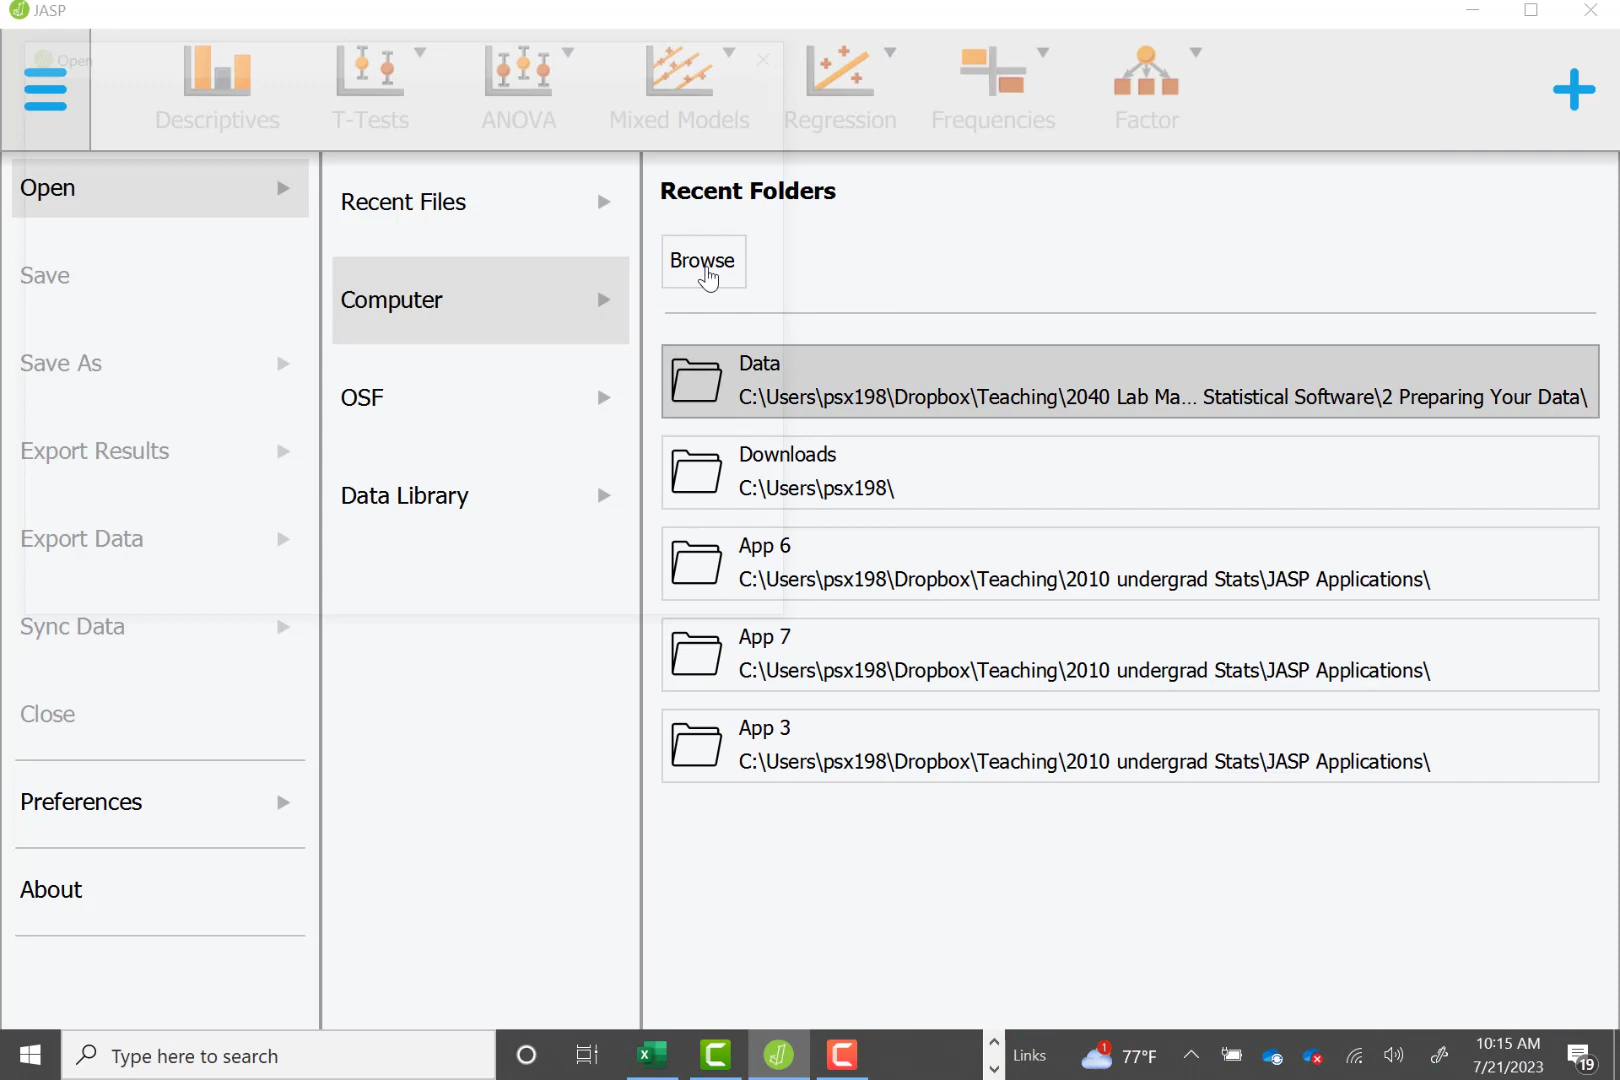 JASP
Open
Descriptives
T-Tests
ANOVA
Mixed Models
Regression
Frequencies
Factor
Open
Save
Save As
Export Results
Export Data
Sync Data
Close
Preferences
About
Recent Files
Computer
OSF
Data Library
Recent Folders
Browse
Data
C:\Users\psx198\Dropbox\Teaching\2040 Lab Ma... Statistical Software\2 Preparing Your Data\
Downloads
C:\Users\psx198\
App 6
C:\Users\psx198\Dropbox\Teaching\2010 undergrad Stats\JASP Applications\
App 7
C:\Users\psx198\Dropbox\Teaching\2010 undergrad Stats\JASP Applications\
App 3
C:\Users\psx198\Dropbox\Teaching\2010 undergrad Stats\JASP Applications\
Type here to search
Links
1
77°F
10:15 AM
7/21/2023
19